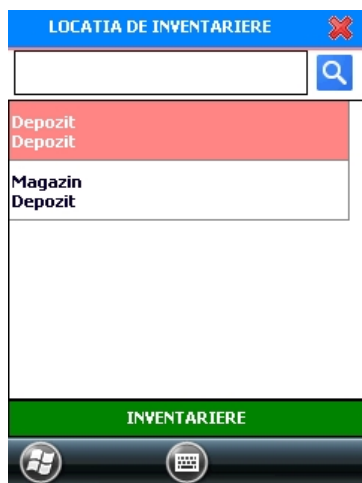 LOCATIA DE INVENTARIERE
Depozit
Depozit
Magazin
Depozit
INVENTARIERE